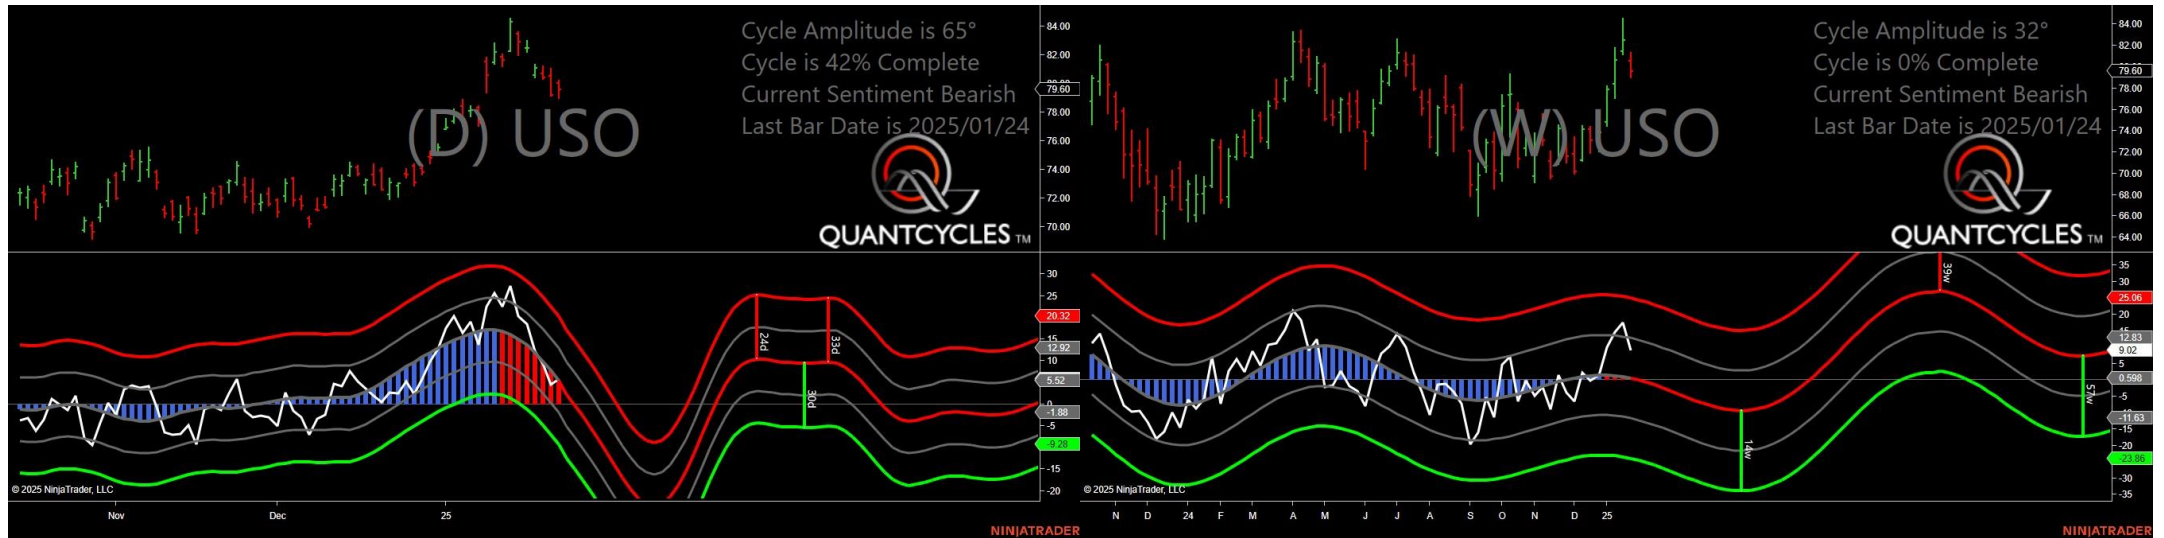 Cycle Amplitude is 65°
Cycle is 42% Complete
Current Sentiment Bearish
Last Bar Date is 2025/01/24
(D) USO
QUANTCYCLES TM
84.00
82.00
79.60
78.00
76.00
74.00
72.00
70.00
30
25
20.32
15
12.92
10
5.52
0
-1.88
-5
-9.28
-15
-20
24d
33d
30d
© 2025 NinjaTrader, LLC
Nov
Dec
25
NINJATRADER
Cycle Amplitude is 32°
Cycle is 0% Complete
Current Sentiment Bearish
Last Bar Date is 2025/01/24
(W) USO
QUANTCYCLES TM
84.00
82.00
79.60
78.00
76.00
74.00
72.00
70.00
68.00
66.00
64.00
35
30
25.06
20
15
12.83
9.02
5
0.598
-5
-11.63
-15
-20
-23.86
-30
-35
39w
14w
57w
© 2025 NinjaTrader, LLC
N D 24 F M A M J J A S O N D 25
NINJATRADER